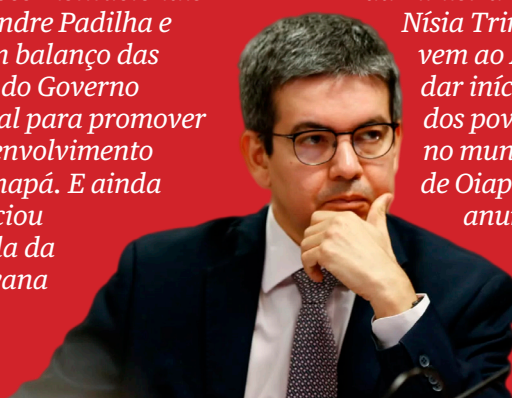 ndre Padilha e
balanço das
do Governo
al para promover
envolvimento
napá. E ainda
ciou
la da
ana
Nísia Trin
vem ao
dar iníc
dos pov
no mun
de Oiap
anu